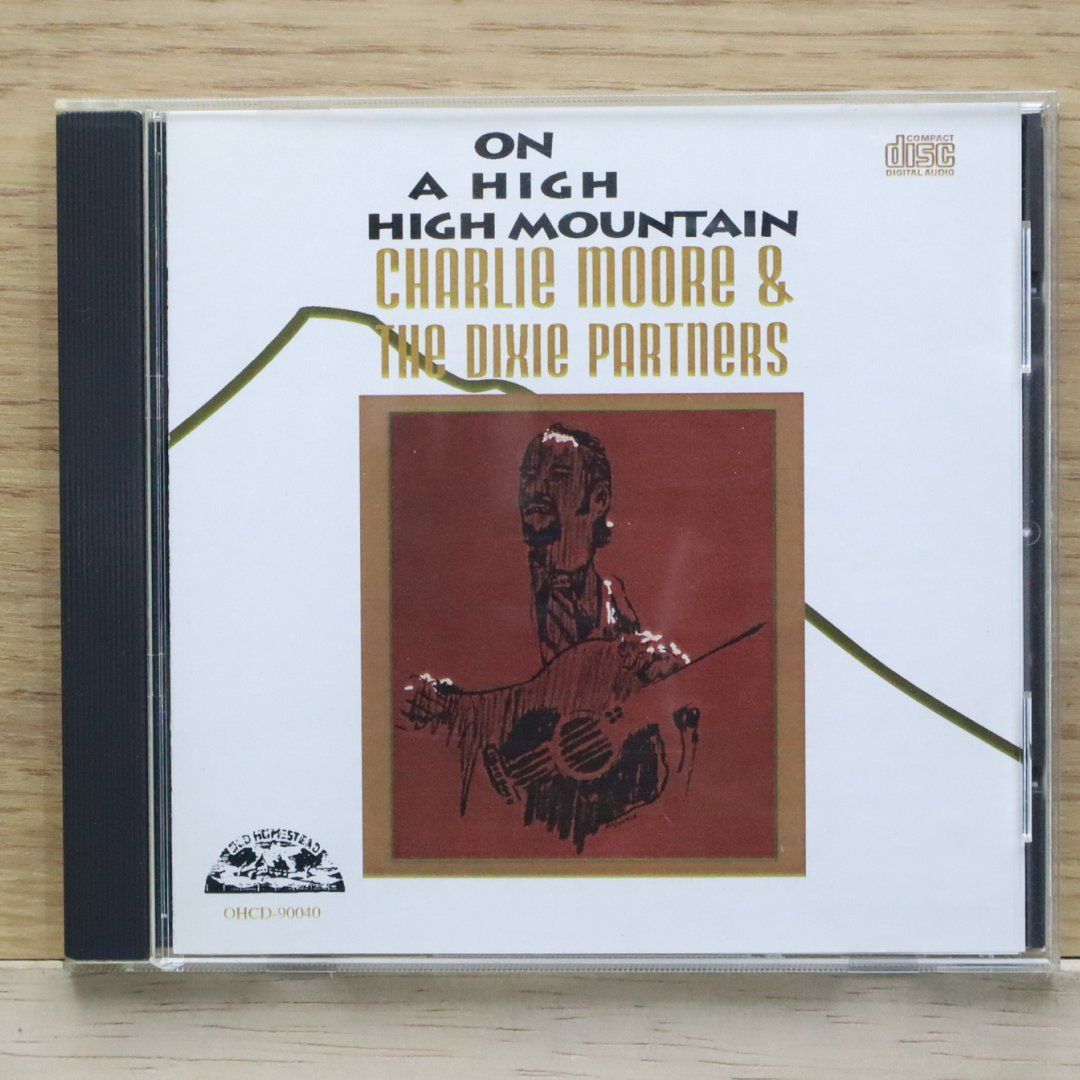 ON
A HIGH
HIGH MOUNTAIN
CHARLIE MOORE &
THE DIXIE PARTNERS
COMPACT
disc
DIGITAL AUDIO
OLD HOMESTEAD
OHCD-90040